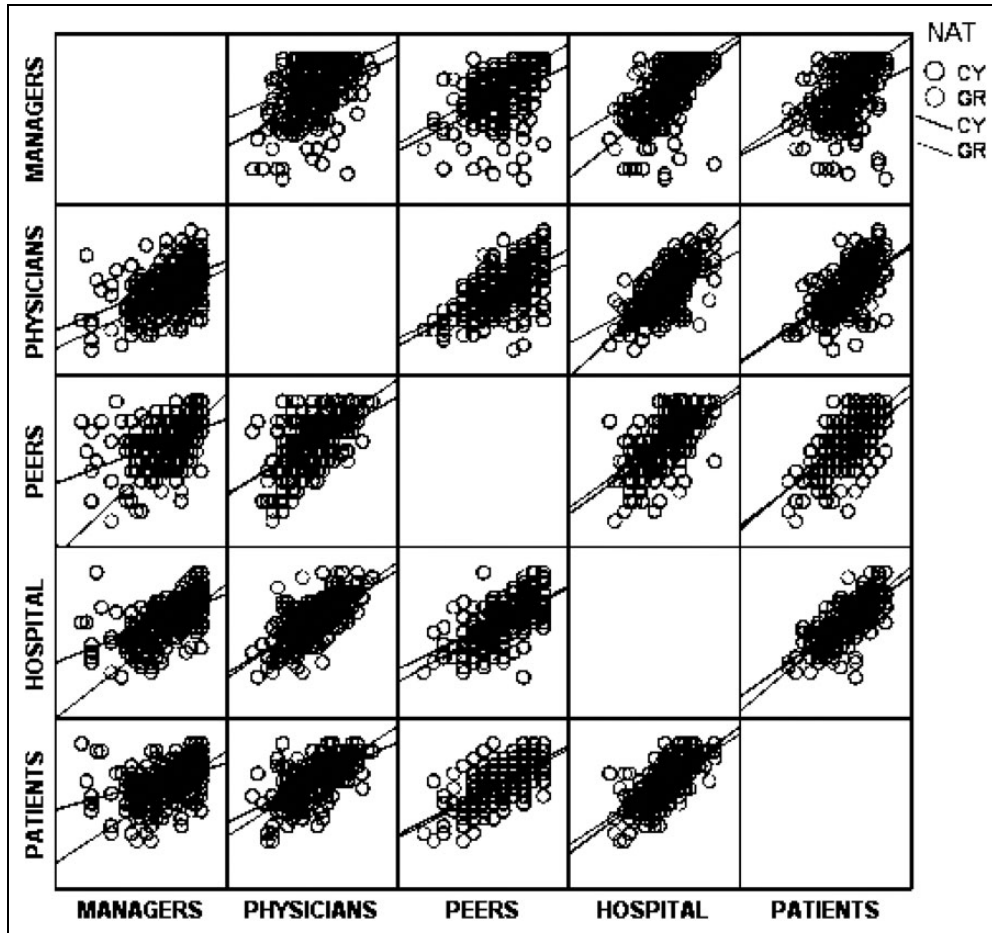 NAT
CY
GR
CY
GR
MANAGERS
PHYSICIANS
PEERS
HOSPITAL
PATIENTS
MANAGERS
PHYSICIANS
PEERS
HOSPITAL
PATIENTS